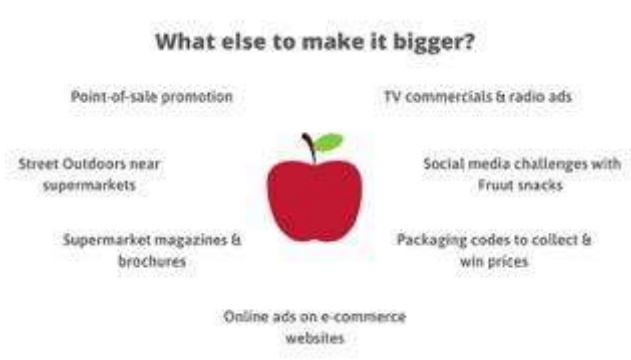 What else to make it bigger?
Point-of-sale promotion
TV commercials & radio ads
Street Outdoors near
supermarkets
Social media challenges with
Fruut snacks
Supermarket magazines &
brochures
Packaging codes to collect &
win prices
Online ads on e-commerce
websites